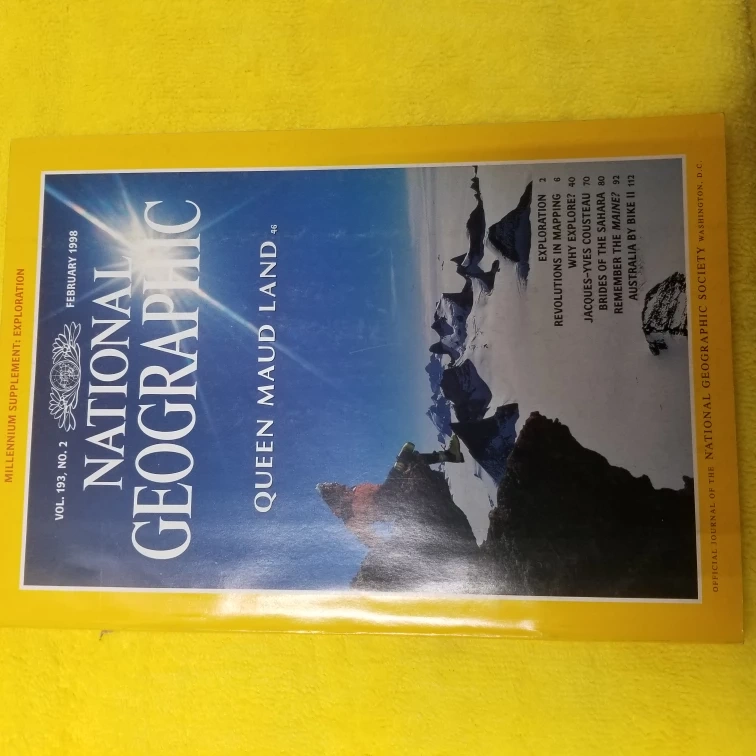 MILLENNIUM SUPPLEMENT: EXPLORATION
VOL. 193, NO. 2 FEBRUARY 1998
NATIONAL
GEOGRAPHIC
QUEEN MAUD LAND 46
EXPLORATION 2
REVOLUTIONS IN MAPPING 6
WHY EXPLORE? 40
JACQUES-YVES COUSTEAU 70
BRIDES OF THE SAHARA 80
REMEMBER THE MAINE? 92
AUSTRALIA BY BIKE II 112
OFFICIAL JOURNAL OF THE NATIONAL GEOGRAPHIC SOCIETY WASHINGTON, D.C.